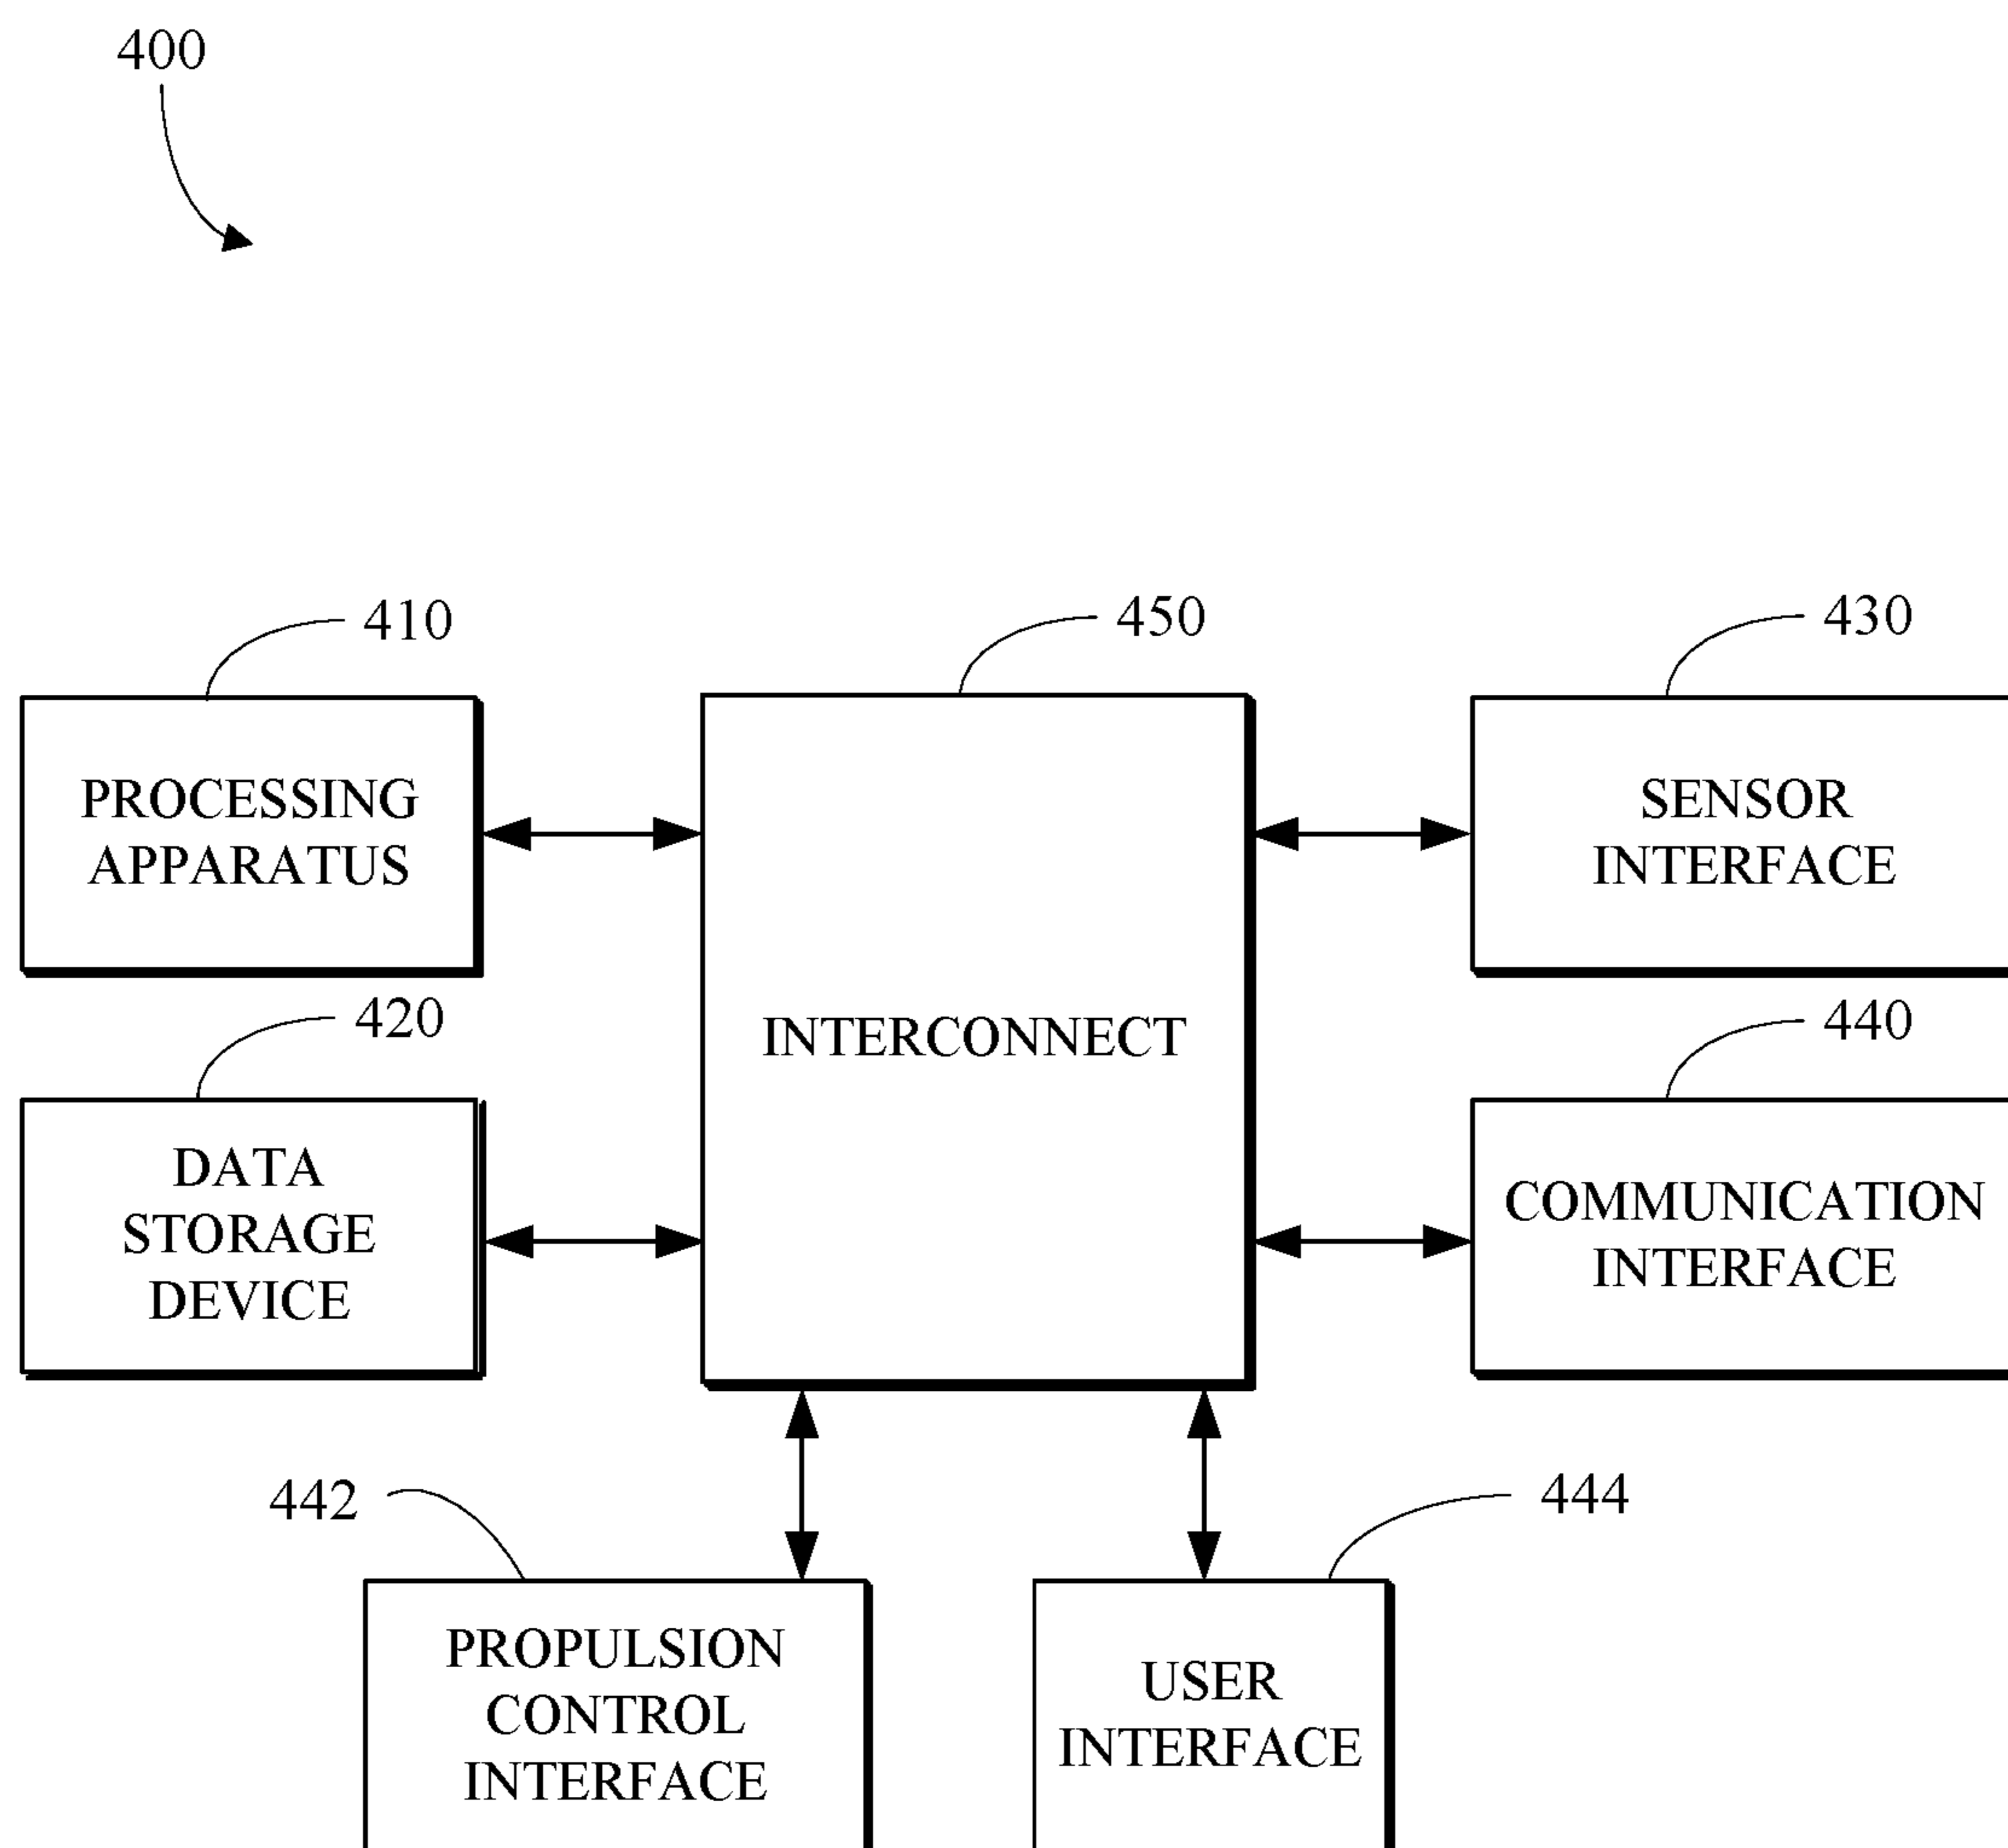 400
410
450
430
PROCESSING
APPARATUS
SENSOR
INTERFACE
420
INTERCONNECT
440
DATA
STORAGE
DEVICE
COMMUNICATION
INTERFACE
442
444
PROPULSION
CONTROL
INTERFACE
USER
INTERFACE